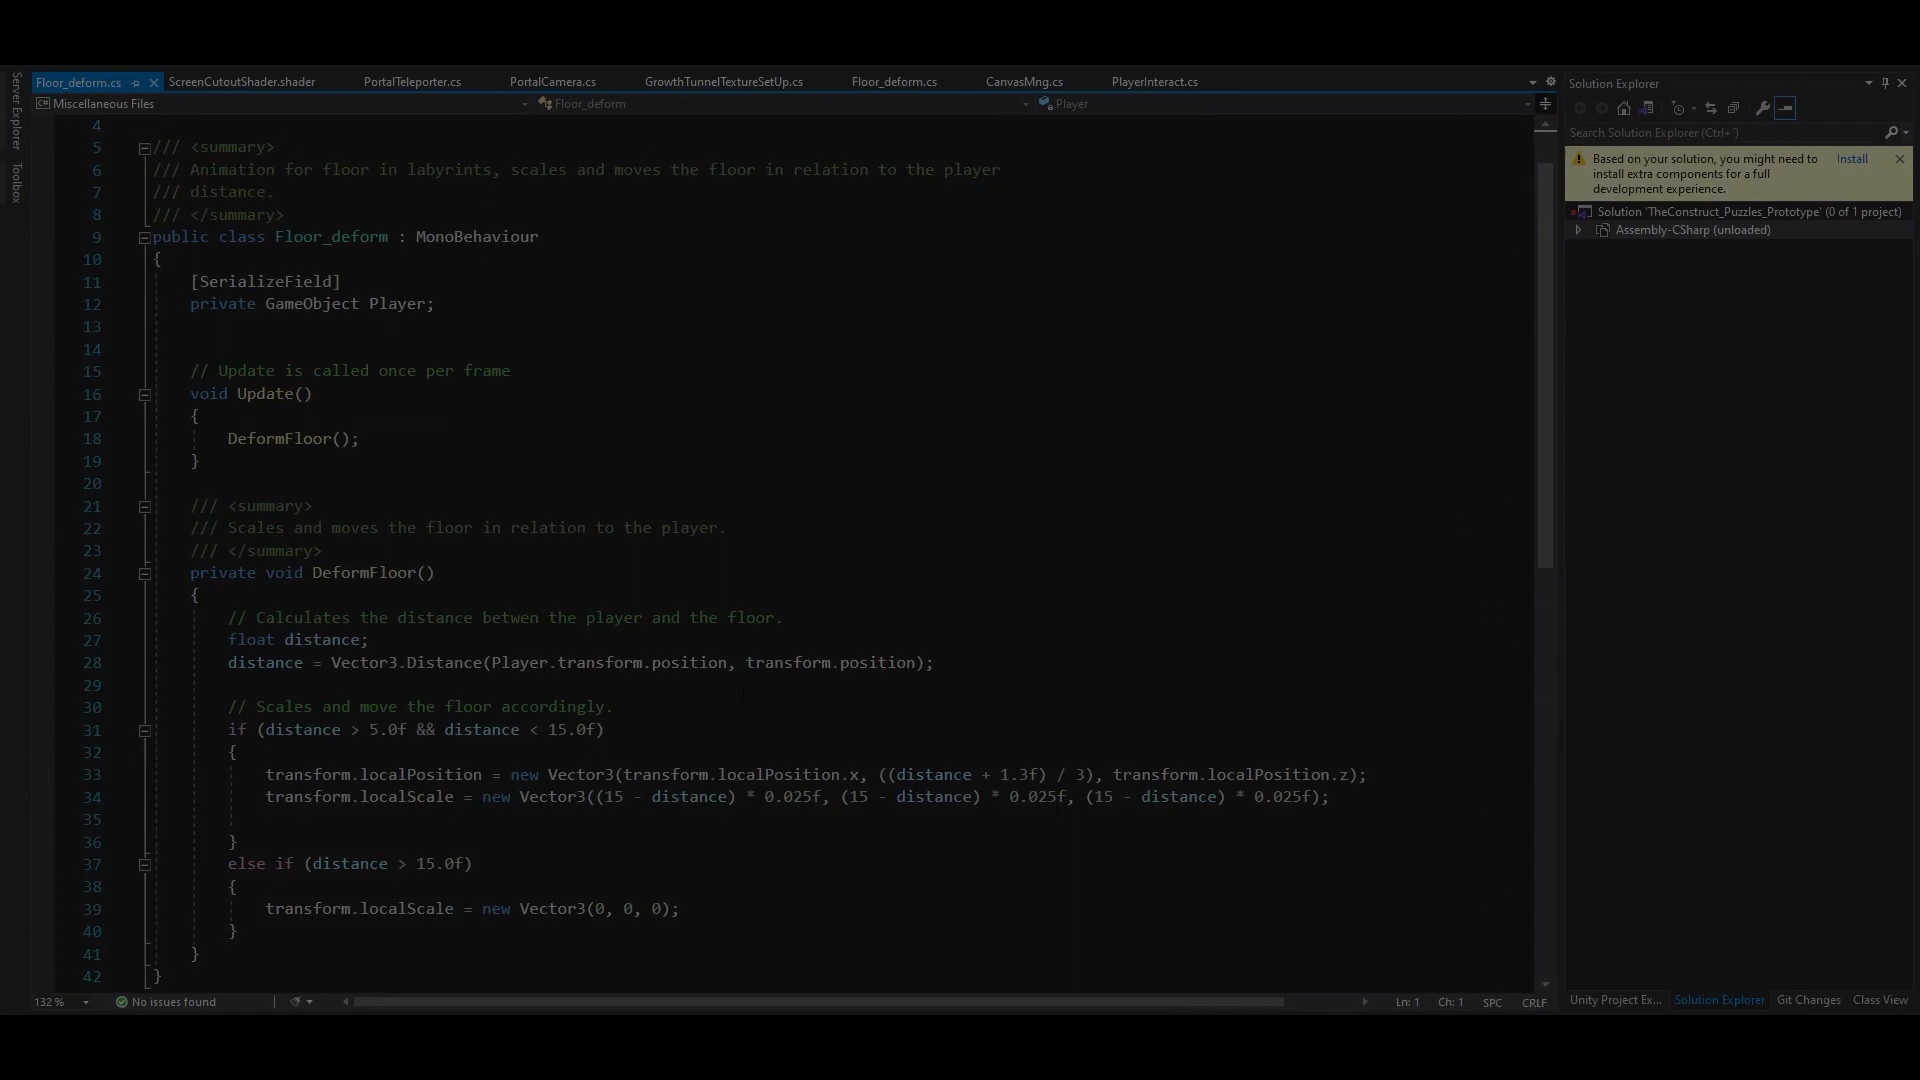 Server Explorer
Toolbox
Floor_deform.cs
ScreenCutoutShader.shader
PortalTeleporter.cs
PortalCamera.cs
GrowthTunnelTextureSetUp.cs
Floor_deform.cs
CanvasMng.cs
PlayerInteract.cs
Miscellaneous Files
Floor_deform
Player
4
5 /// <summary>
6 /// Animation for floor in labyrints, scales and moves the floor in relation to the player
7 /// distance.
8 /// </summary>
9 public class Floor_deform : MonoBehaviour
10 {
11 [SerializeField]
12 private GameObject Player;
13
14
15 // Update is called once per frame
16 void Update()
17 {
18 DeformFloor();
19 }
20
21 /// <summary>
22 /// Scales and moves the floor in relation to the player.
23 /// </summary>
24 private void DeformFloor()
25 {
26 // Calculates the distance betwen the player and the floor.
27 float distance;
28 distance = Vector3.Distance(Player.transform.position, transform.position);
29
30 // Scales and move the floor accordingly.
31 if (distance > 5.0f && distance < 15.0f)
32 {
33 transform.localPosition = new Vector3(transform.localPosition.x, ((distance + 1.3f) / 3), transform.localPosition.z);
34 transform.localScale = new Vector3((15 - distance) * 0.025f, (15 - distance) * 0.025f, (15 - distance) * 0.025f);
35
36 }
37 else if (distance > 15.0f)
38 {
39 transform.localScale = new Vector3(0, 0, 0);
40 }
41 }
42 }
132 %
No issues found
Ln: 1
Ch: 1
SPC
CRLF
Solution Explorer
Search Solution Explorer (Ctrl+¨)
Based on your solution, you might need to install extra components for a full development experience.
Install
Solution 'TheConstruct_Puzzles_Prototype' (0 of 1 project)
Assembly-CSharp (unloaded)
Unity Project Ex...
Solution Explorer
Git Changes
Class View